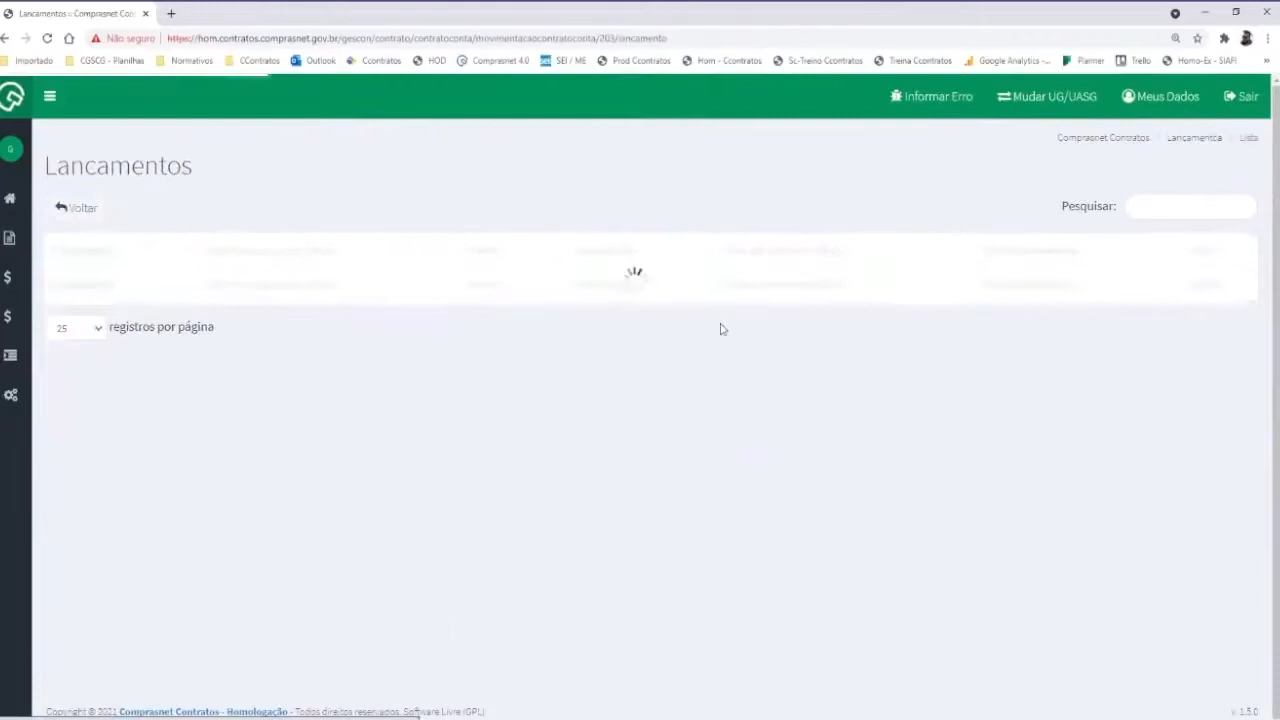 Lancamentos :: Comprasnet Con
Não seguro https://hom.contratos.comprasnet.gov.br/gescon/contrato/contratoconta/movimentacaocontratoconta/203/lancamento
Importado CGSCG - Planilhas Normativos CContratos Outlook Ccontratos HOD Comprasnet 4.0 SEI / ME Prod Ccontratos Hom - Ccontratos Sc-Treino Ccontratos Treina Ccontratos Google Analytics -... Planner Trello Homo-Ex - SIAFI »
Informar Erro Mudar UG/UASG Meus Dados Sair
G
Comprasnet Contratos Lançamentos Lista
Lancamentos
Voltar Pesquisar:
25 registros por página
Copyright © 2021 Comprasnet Contratos - Homologação - Todos direitos reservados. Software Livre (GPL) v. 1.5.0